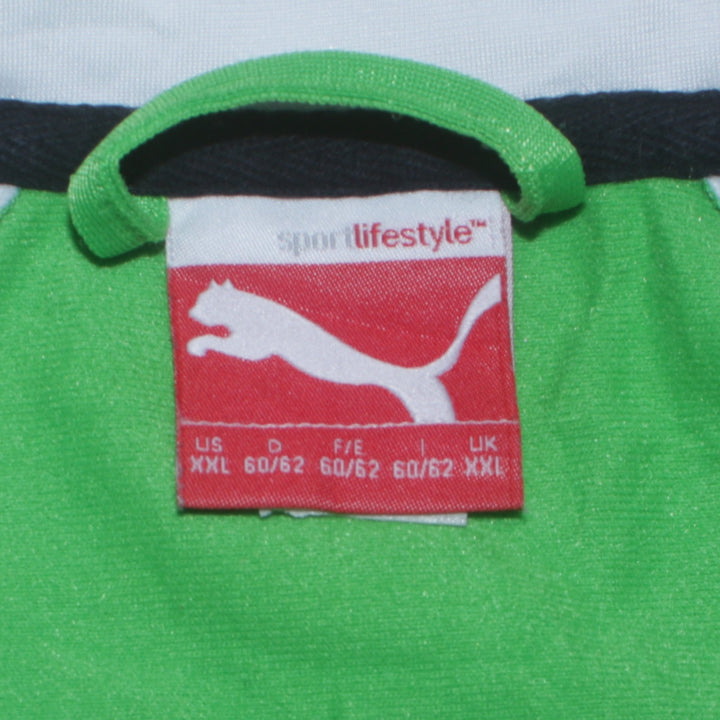 sportlifestyle™
US D F/E I UK
XXL 60/62 60/62 60/62 XXL